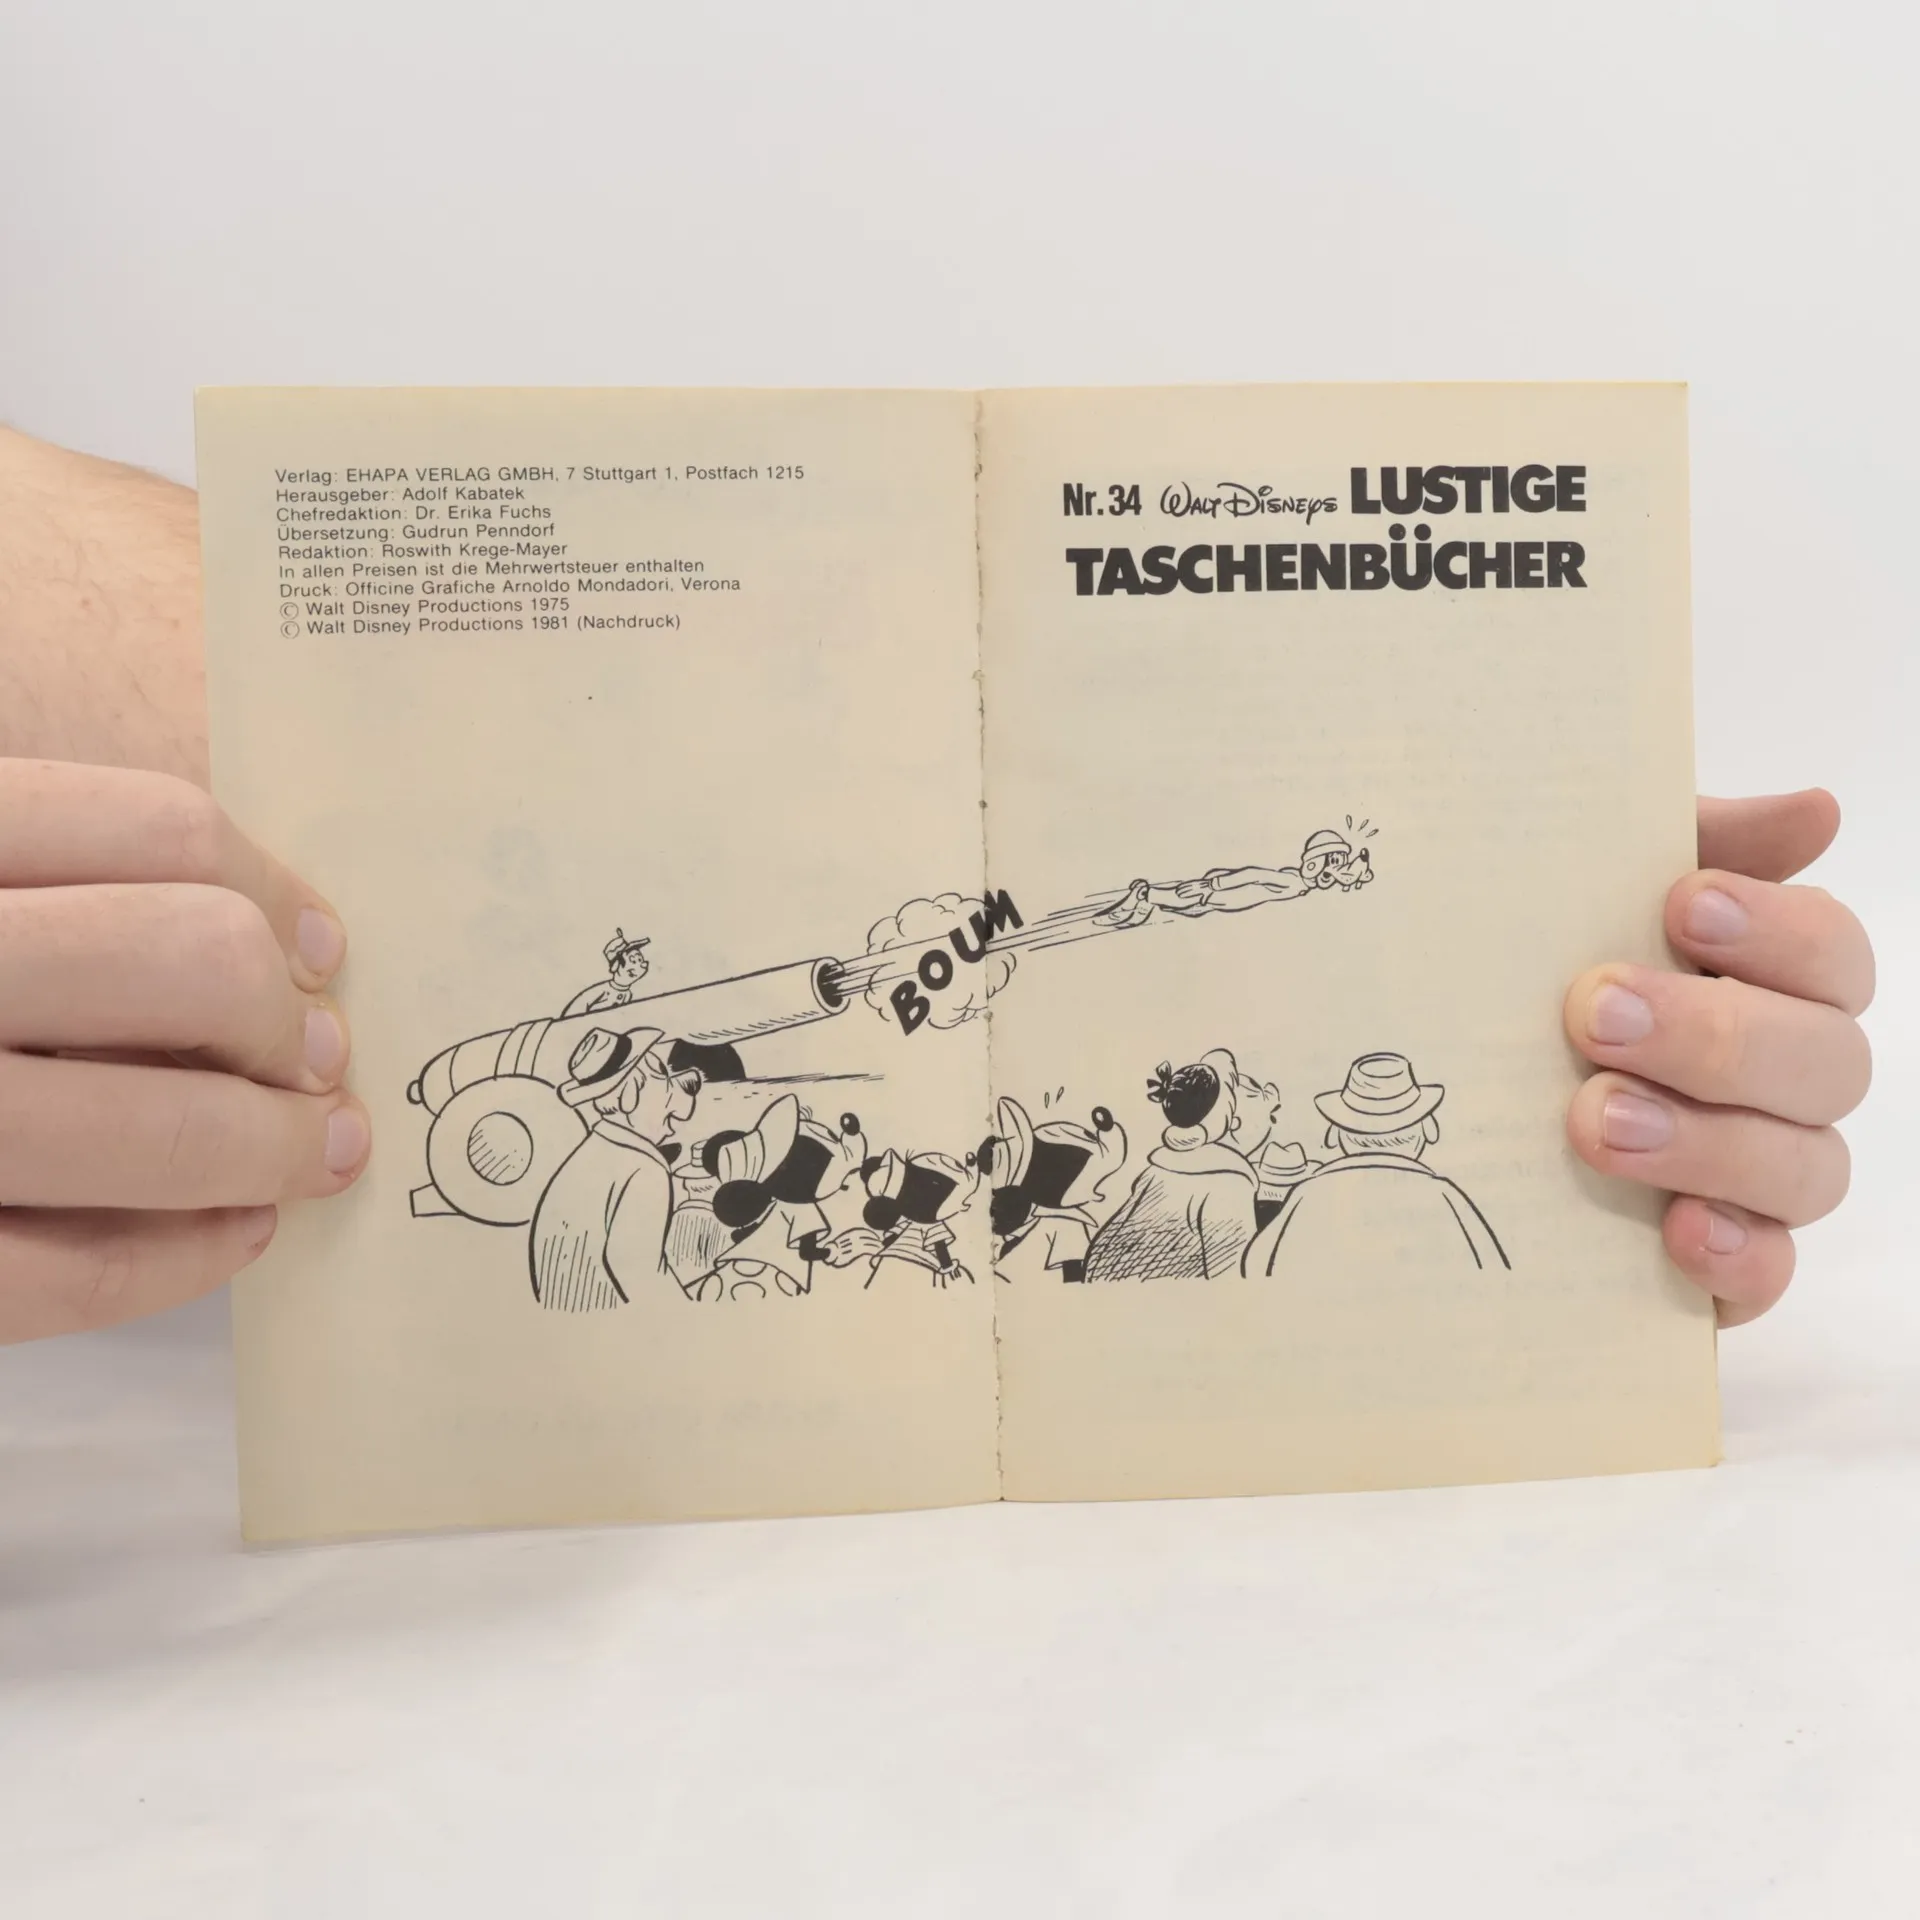 Verlag: EHAPA VERLAG GMBH, 7 Stuttgart 1, Postfach 1215
Herausgeber: Adolf Kabatek
Chefredaktion: Dr. Erika Fuchs
Übersetzung: Gudrun Penndorf
Redaktion: Roswith Krege-Mayer
In allen Preisen ist die Mehrwertsteuer enthalten
Druck: Officine Grafiche Arnoldo Mondadori, Verona
© Walt Disney Productions 1975
© Walt Disney Productions 1981 (Nachdruck)
Nr. 34 WALT DISNEYS LUSTIGE
TASCHENBÜCHER
BOUM